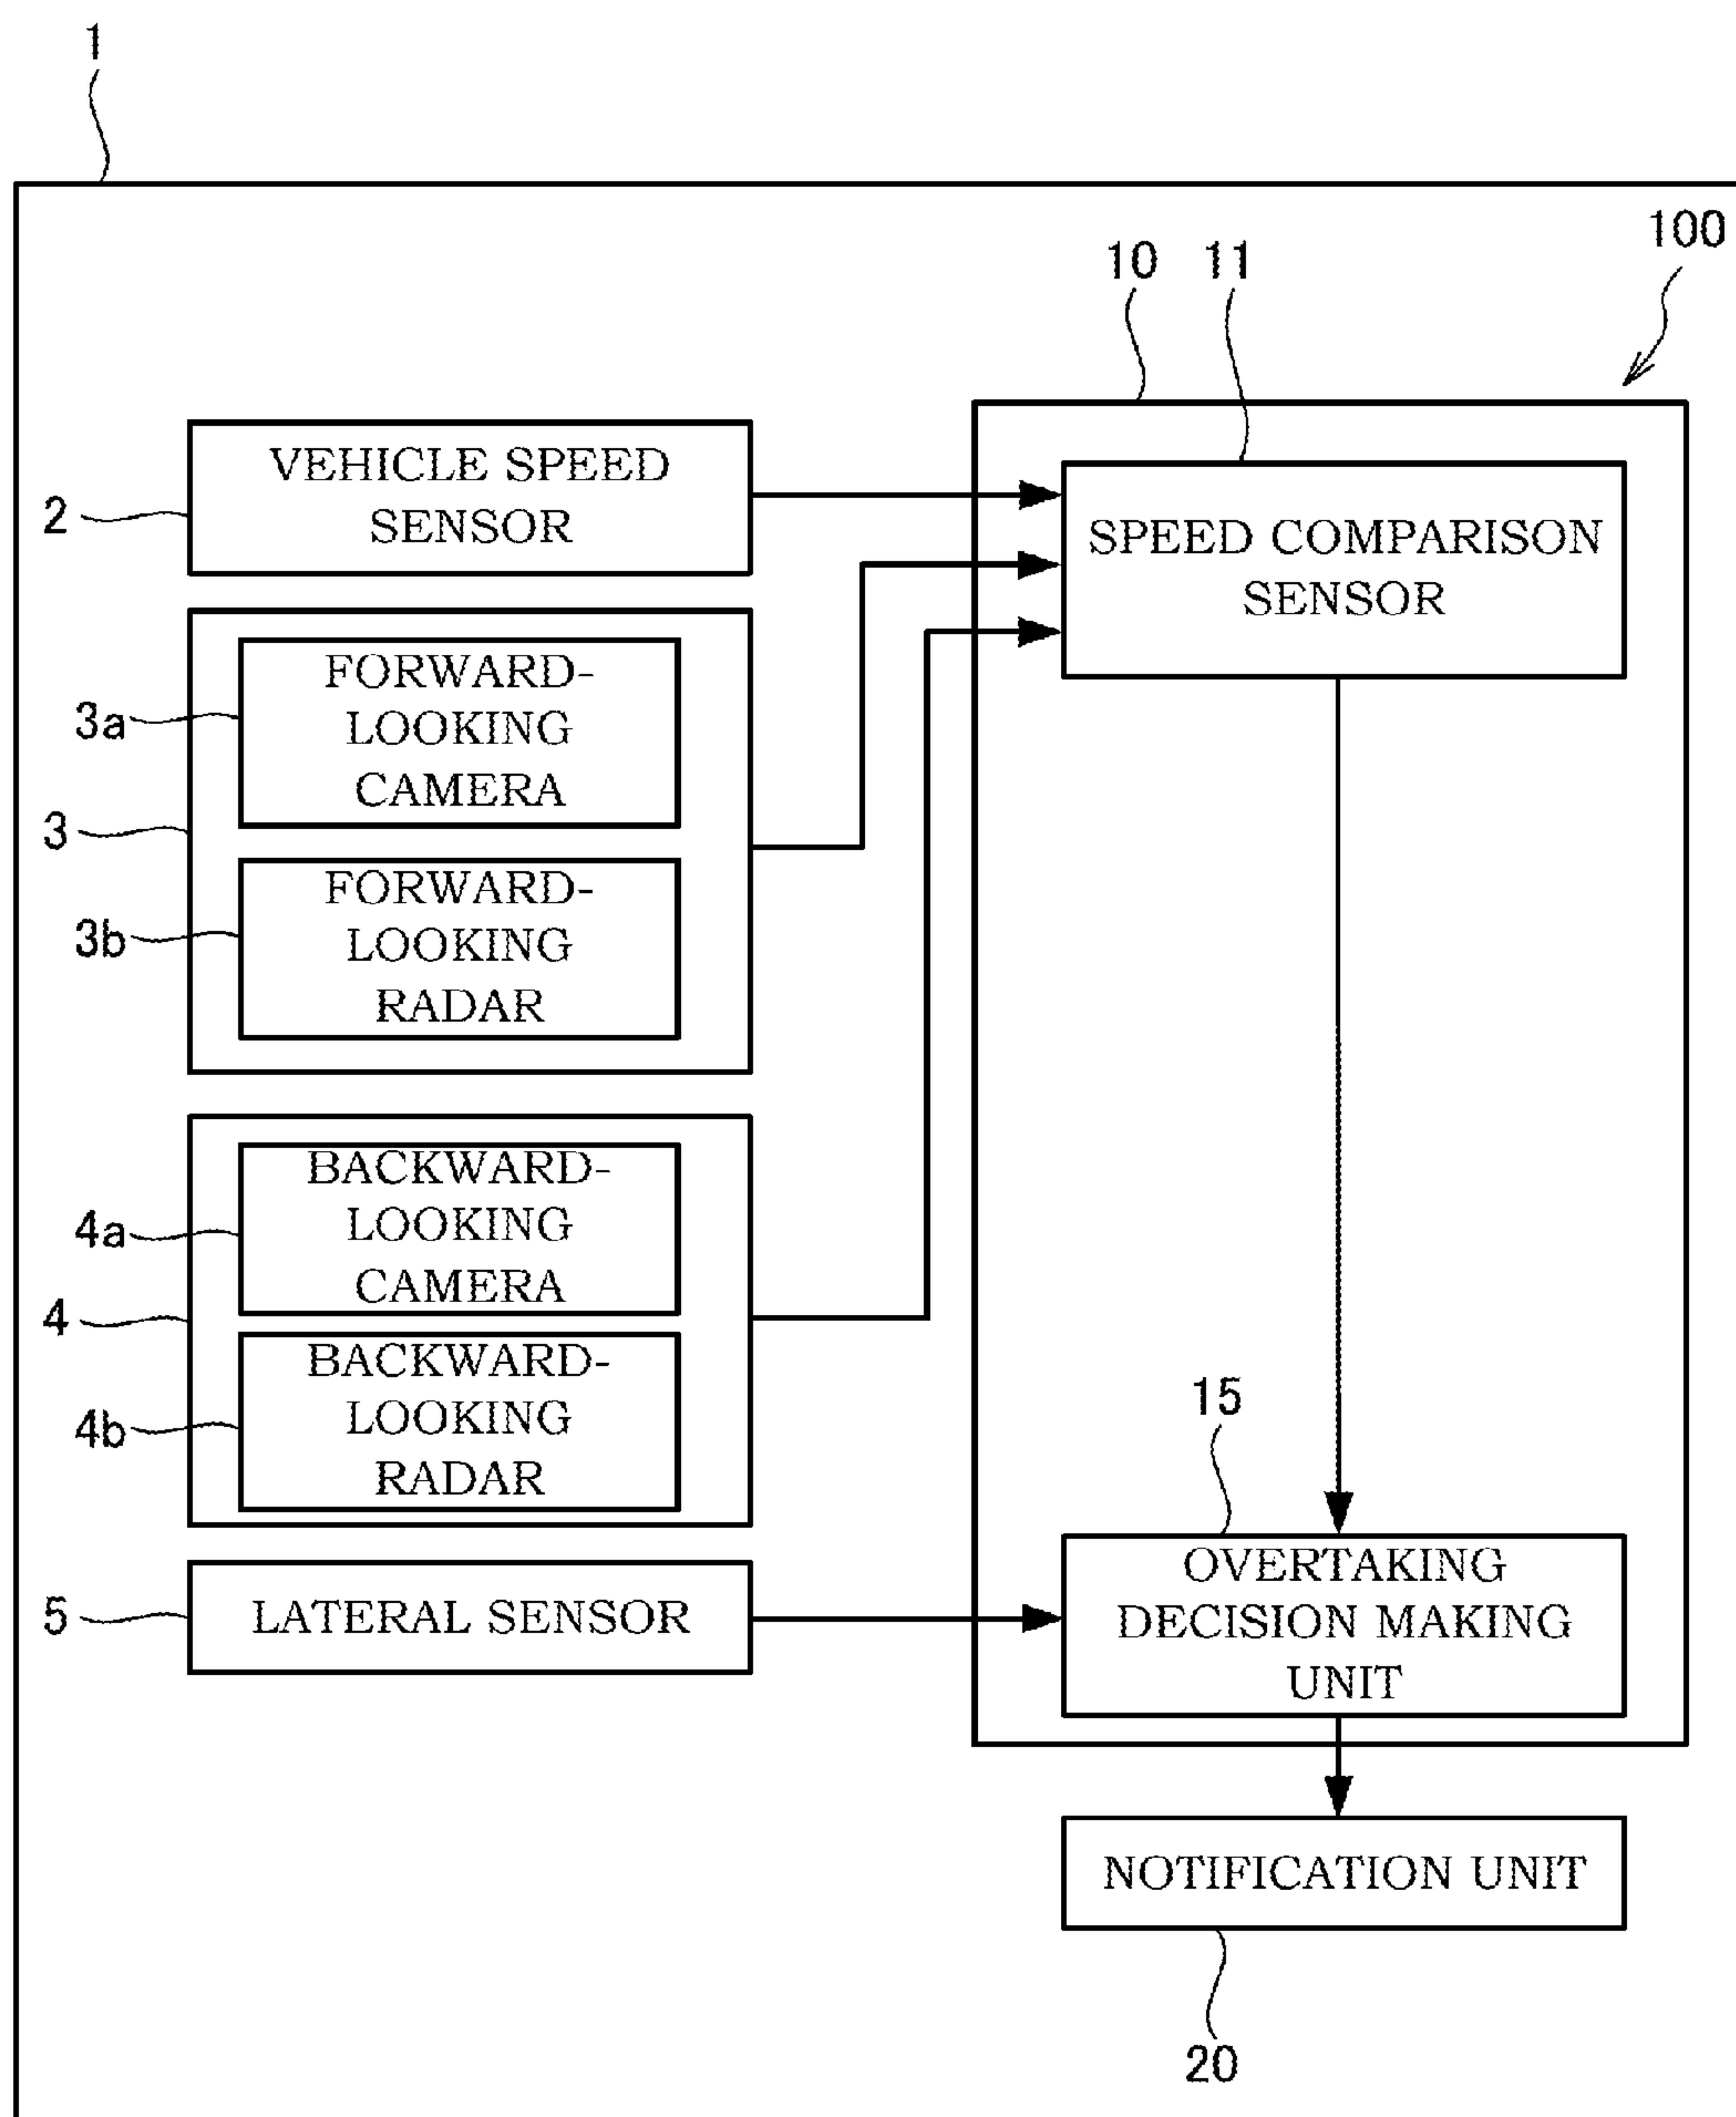 1
100
10
11
VEHICLE SPEED
SENSOR
2
SPEED COMPARISON
SENSOR
FORWARD-
LOOKING
CAMERA
3a
3
FORWARD-
LOOKING
RADAR
3b
BACKWARD-
LOOKING
CAMERA
4a
4
BACKWARD-
LOOKING
RADAR
4b
15
OVERTAKING
DECISION MAKING
UNIT
5
LATERAL SENSOR
NOTIFICATION UNIT
20